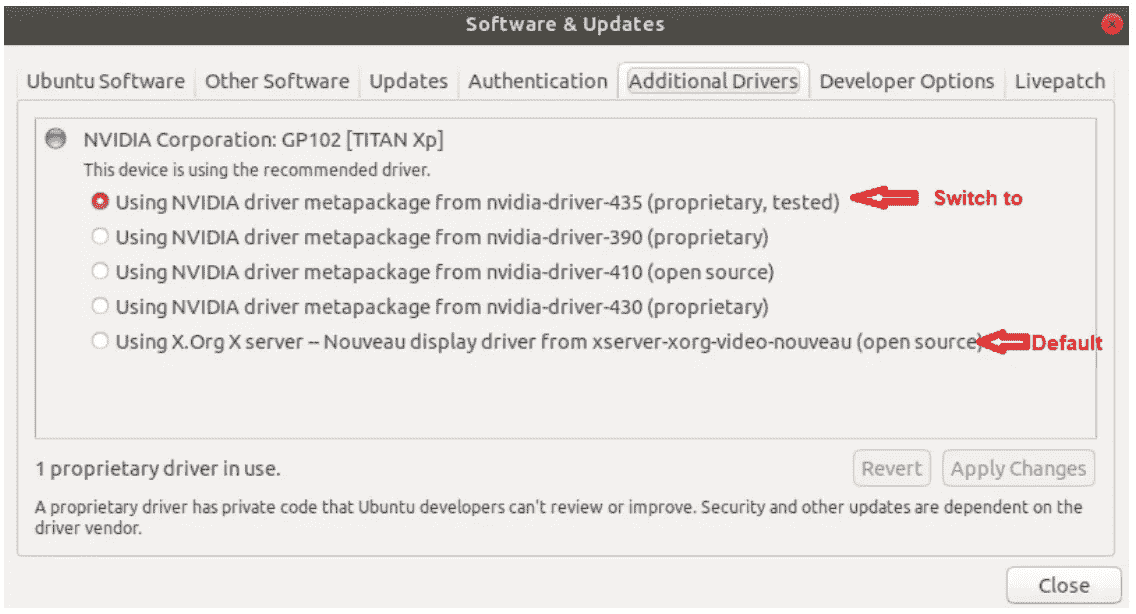 Software & Updates
Ubuntu Software Other Software Updates Authentication Additional Drivers Developer Options Livepatch
NVIDIA Corporation: GP102 [TITAN Xp]
This device is using the recommended driver.
Using NVIDIA driver metapackage from nvidia-driver-435 (proprietary, tested) Switch to
Using NVIDIA driver metapackage from nvidia-driver-390 (proprietary)
Using NVIDIA driver metapackage from nvidia-driver-410 (open source)
Using NVIDIA driver metapackage from nvidia-driver-430 (proprietary)
Using X.Org X server -- Nouveau display driver from xserver-xorg-video-nouveau (open source) Default
1 proprietary driver in use. Revert Apply Changes
A proprietary driver has private code that Ubuntu developers can't review or improve. Security and other updates are dependent on the
driver vendor.
Close